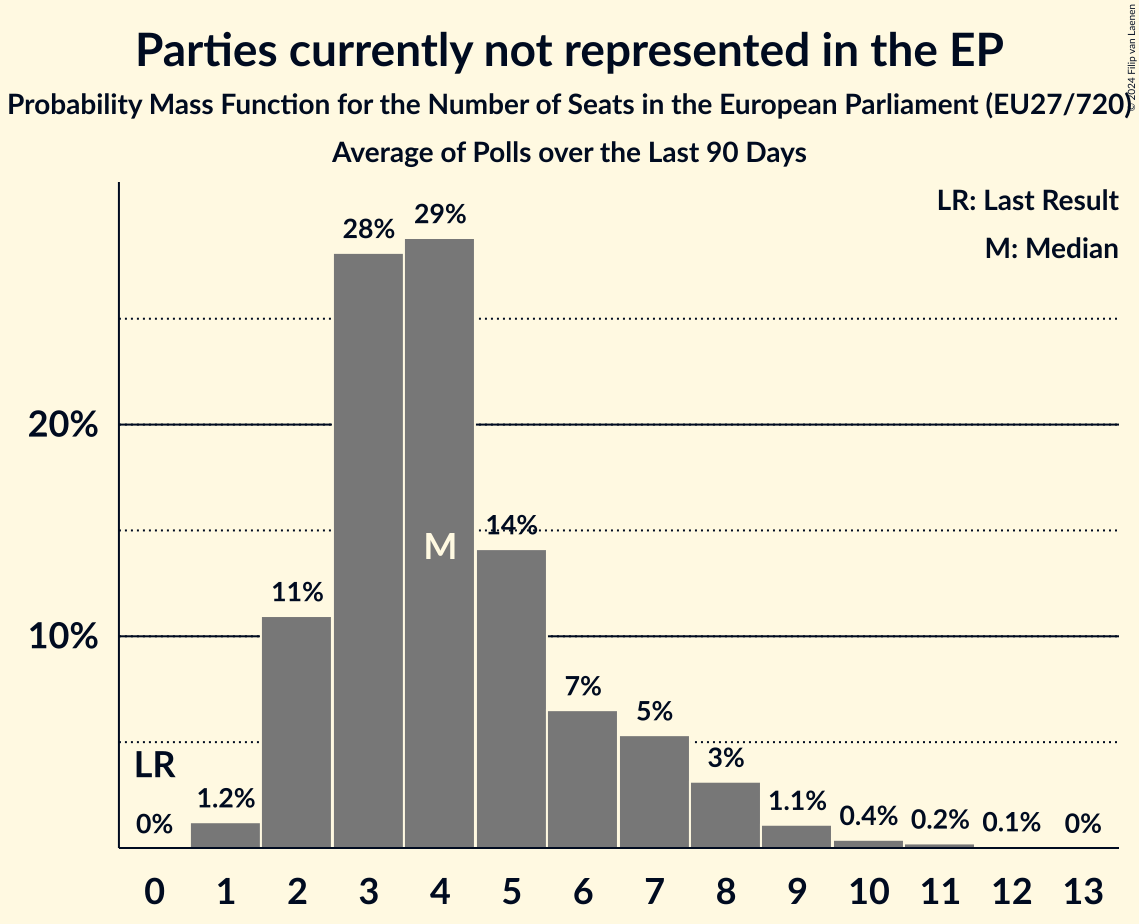 Parties currently not represented in the EP
Probability Mass Function for the Number of Seats in the European Parliament (EU27/720)
Average of Polls over the Last 90 Days
© 2024 Filip van Laenen
LR: Last Result
M: Median
20%
10%
LR
M
0%
1.2%
11%
28%
29%
14%
7%
5%
3%
1.1%
0.4%
0.2%
0.1%
0%
0 1 2 3 4 5 6 7 8 9 10 11 12 13